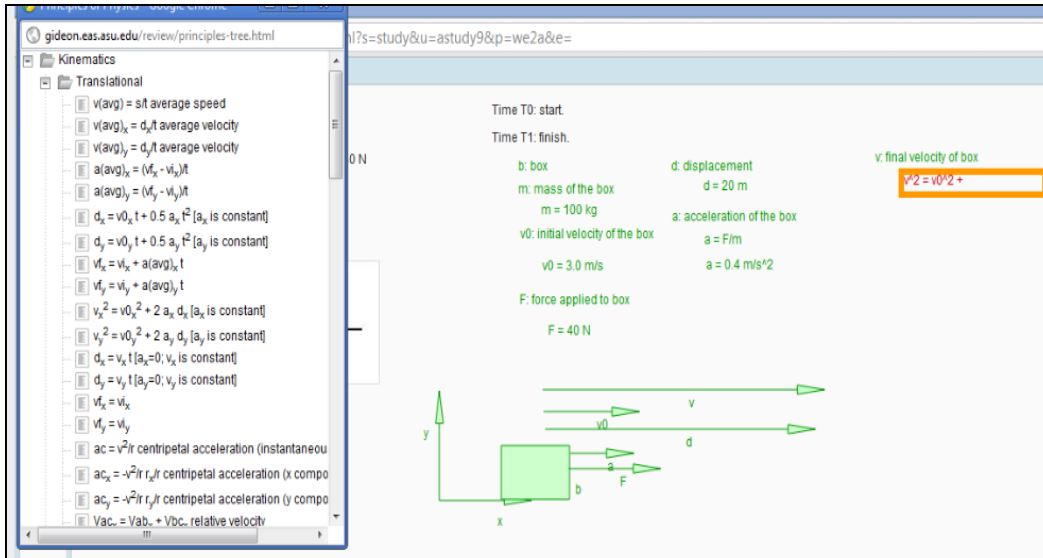 Principles of Physics - Google Chrome
gideon.eas.asu.edu/review/principles-tree.html
Kinematics
Translational
v(avg) = s/t average speed
v(avg)x = dx/t average velocity
v(avg)y = dy/t average velocity
a(avg)x = (vfx - vix)/t
a(avg)y = (vfy - viy)/t
dx = v0x t + 0.5 ax t2 [ax is constant]
dy = v0y t + 0.5 ay t2 [ay is constant]
vfx = vix + a(avg)x t
vfy = viy + a(avg)y t
vx2 = v0x2 + 2 ax dx [ax is constant]
vy2 = v0y2 + 2 ay dy [ay is constant]
dx = vx t [ax=0; vx is constant]
dy = vy t [ay=0; vy is constant]
vfx = vix
vfy = viy
ac = v2/r centripetal acceleration (instantaneou
acx = -v2/r rx/r centripetal acceleration (x compo
acy = -v2/r ry/r centripetal acceleration (y compo
relative velocity
?s=study&u=astudy9&p=we2a&e=
0 N
Time T0: start.
Time T1: finish.
b: box
m: mass of the box
m = 100 kg
v0: initial velocity of the box
v0 = 3.0 m/s
F: force applied to box
F = 40 N
d: displacement
d = 20 m
a: acceleration of the box
a = F/m
a = 0.4 m/s^2
v: final velocity of box
v^2 = v0^2 +
v
v0
d
a
F
b
y
x